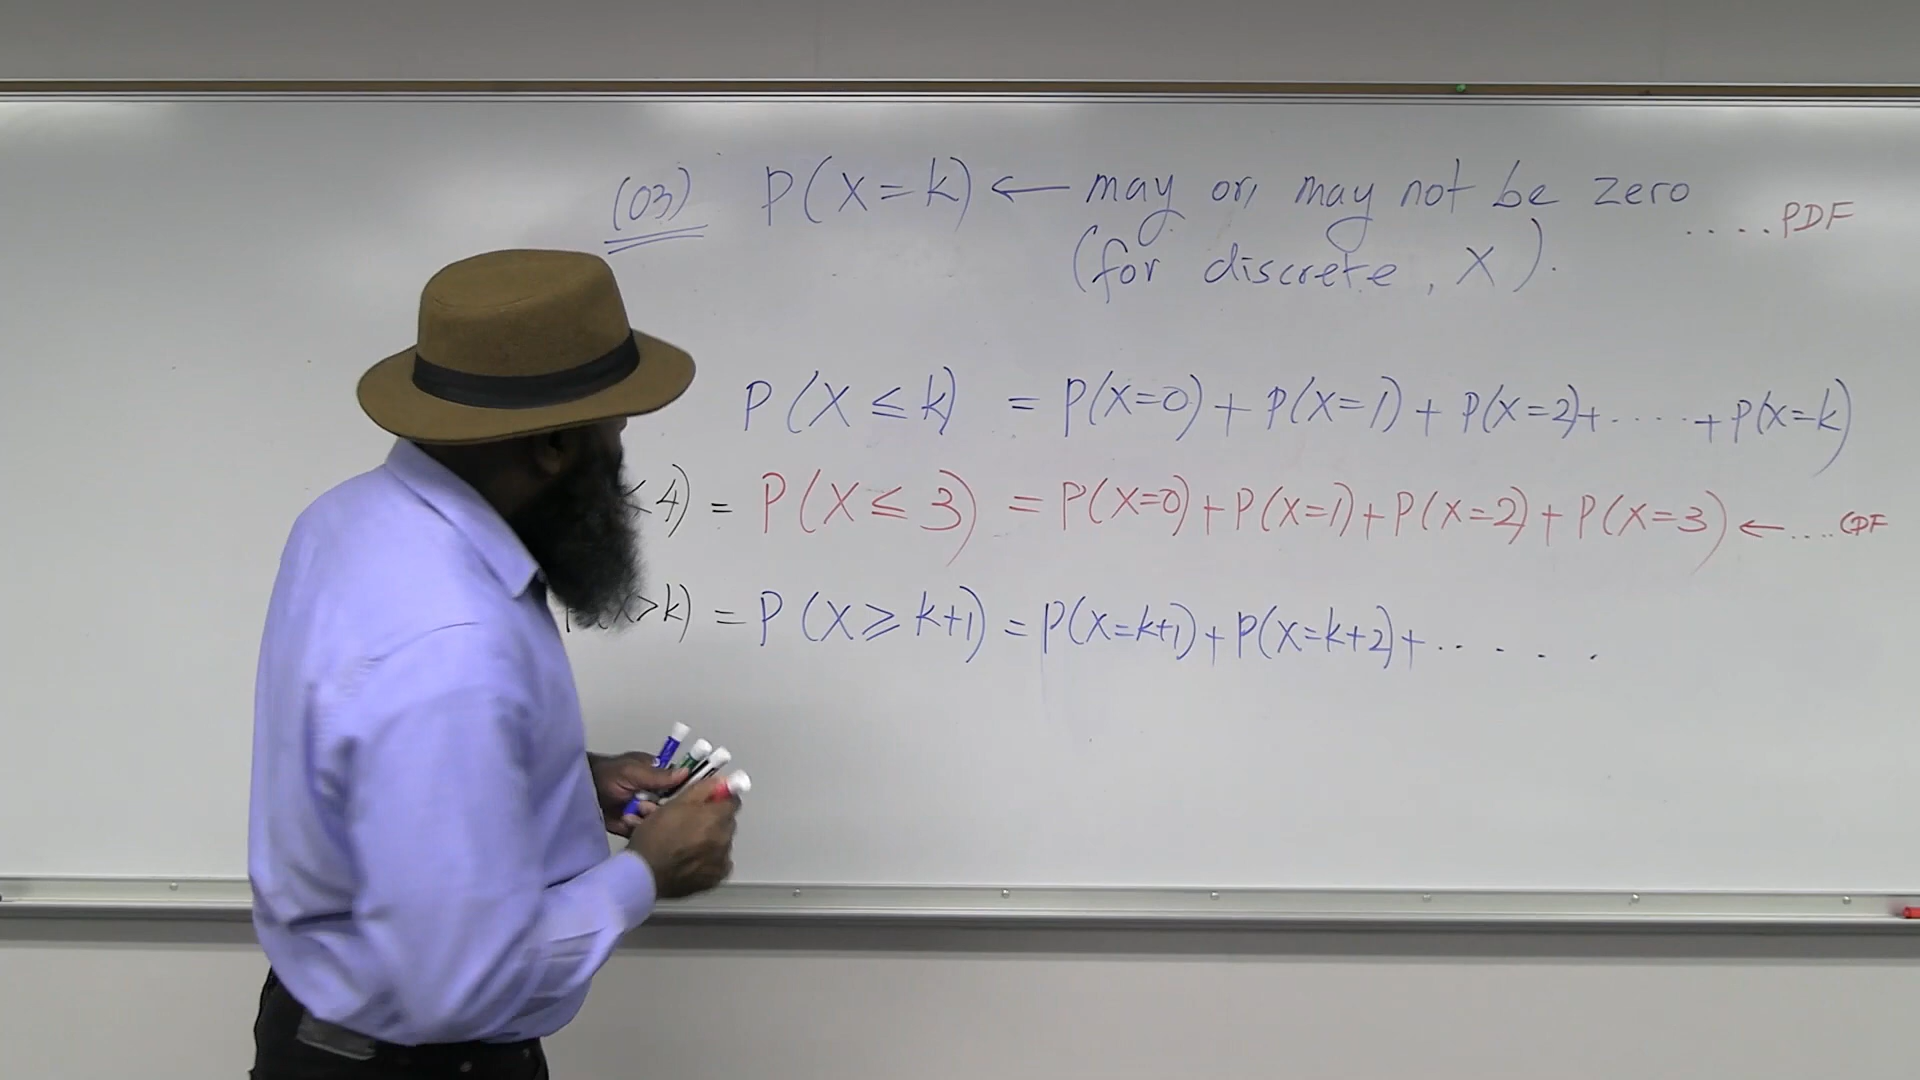 (03) P(X=k) ← may or may not be zero
..... PDF
(for discrete, X).
P(X ≤ k) = P(X=0) + P(X=1) + P(X=2)+ ..... + P(X=k)
<4) = P(X ≤ 3) = P(X=0)+P(X=1)+P(X=2)+P(X=3) ← .... CDF
P(X>k) = P(X ≥ k+1) = P(X=k+1)+P(X=k+2)+ .....